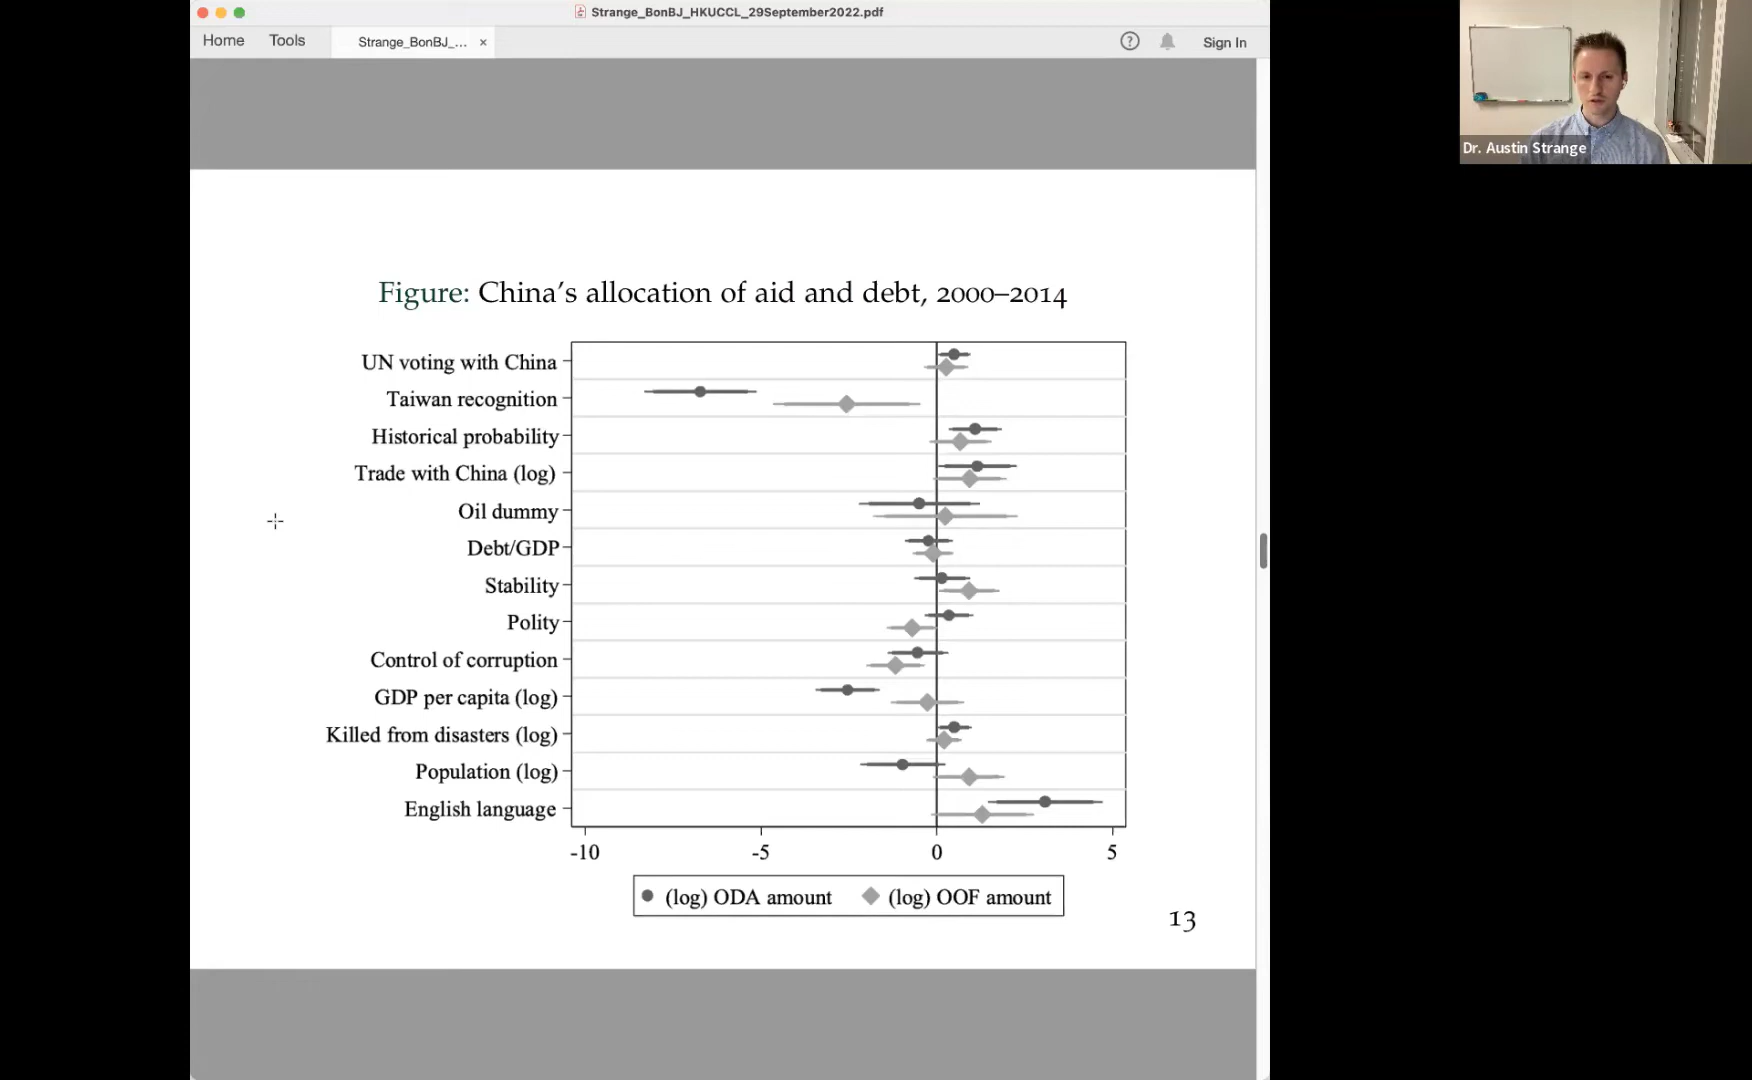 Strange_BonBJ_HKUCCL_29September2022.pdf
Home Tools Strange_BonBJ_... × ? Sign In
Dr. Austin Strange
Figure: China's allocation of aid and debt, 2000–2014
UN voting with China
Taiwan recognition
Historical probability
Trade with China (log)
Oil dummy
Debt/GDP
Stability
Polity
Control of corruption
GDP per capita (log)
Killed from disasters (log)
Population (log)
English language
-10 -5 0 5
(log) ODA amount (log) OOF amount
13